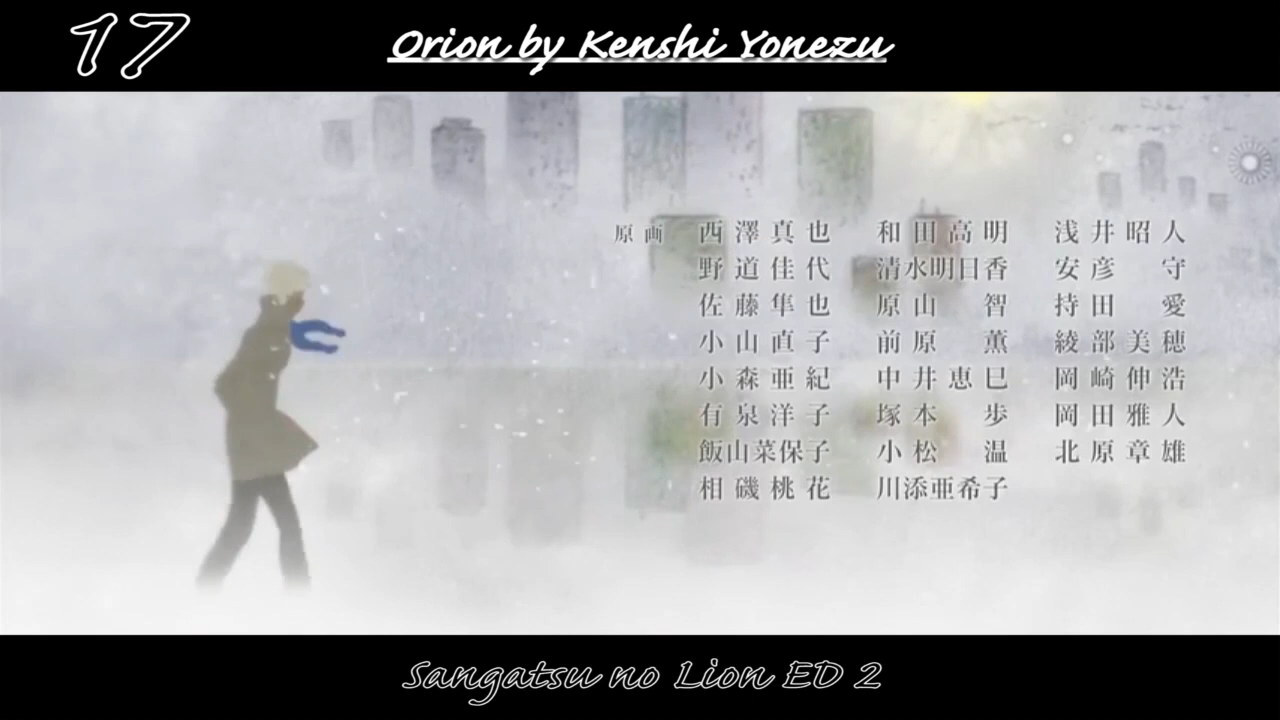 17
Orion by Kenshi Yonezu
原画 西澤真也 和田高明 浅井昭人
野道佳代 清水明日香 安彦 守
佐藤隼也 原山 智 持田 愛
小山直子 前原 薫 綾部美穂
小森亜紀 中井恵巳 岡崎伸浩
有泉洋子 塚本 歩 岡田雅人
飯山菜保子 小松 温 北原章雄
相磯桃花 川添亜希子
Sangatsu no Lion ED 2